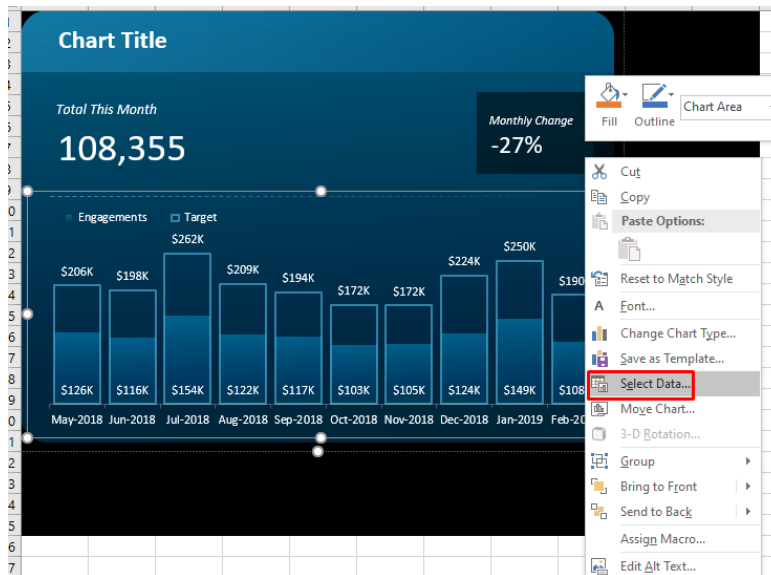 Chart Title
Total This Month
108,355
Monthly Change
-27%
Engagements Target
$206K $198K $262K $209K $194K $172K $172K $224K $250K $190
$126K $116K $154K $122K $117K $103K $105K $124K $149K $108
May-2018 Jun-2018 Jul-2018 Aug-2018 Sep-2018 Oct-2018 Nov-2018 Dec-2018 Jan-2019 Feb-20
Fill Outline Chart Area
Cut
Copy
Paste Options:
Reset to Match Style
A Font...
Change Chart Type...
Save as Template...
Select Data...
Move Chart...
3-D Rotation...
Group
Bring to Front
Send to Back
Assign Macro...
Edit Alt Text...